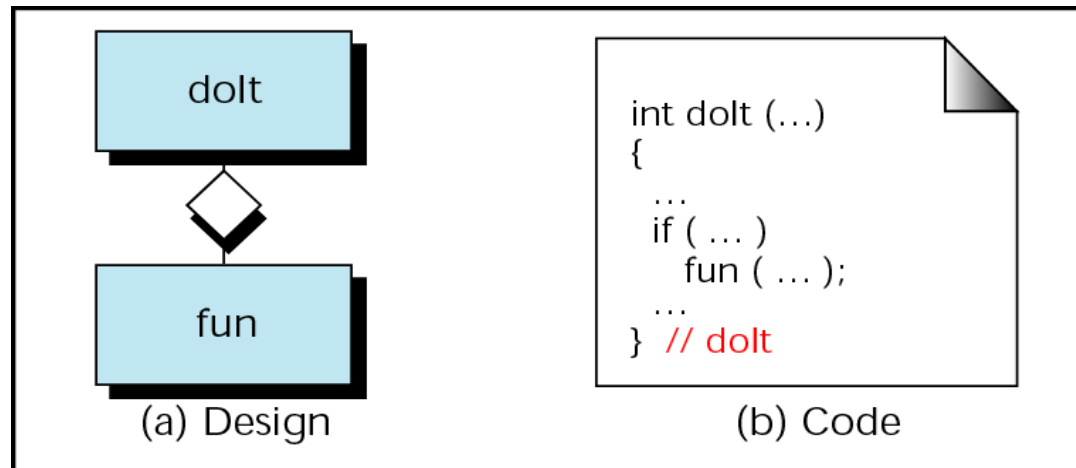 doIt
fun
(a) Design
int doIt (...)
{
...
if ( ... )
fun ( ... );
...
} // doIt
(b) Code